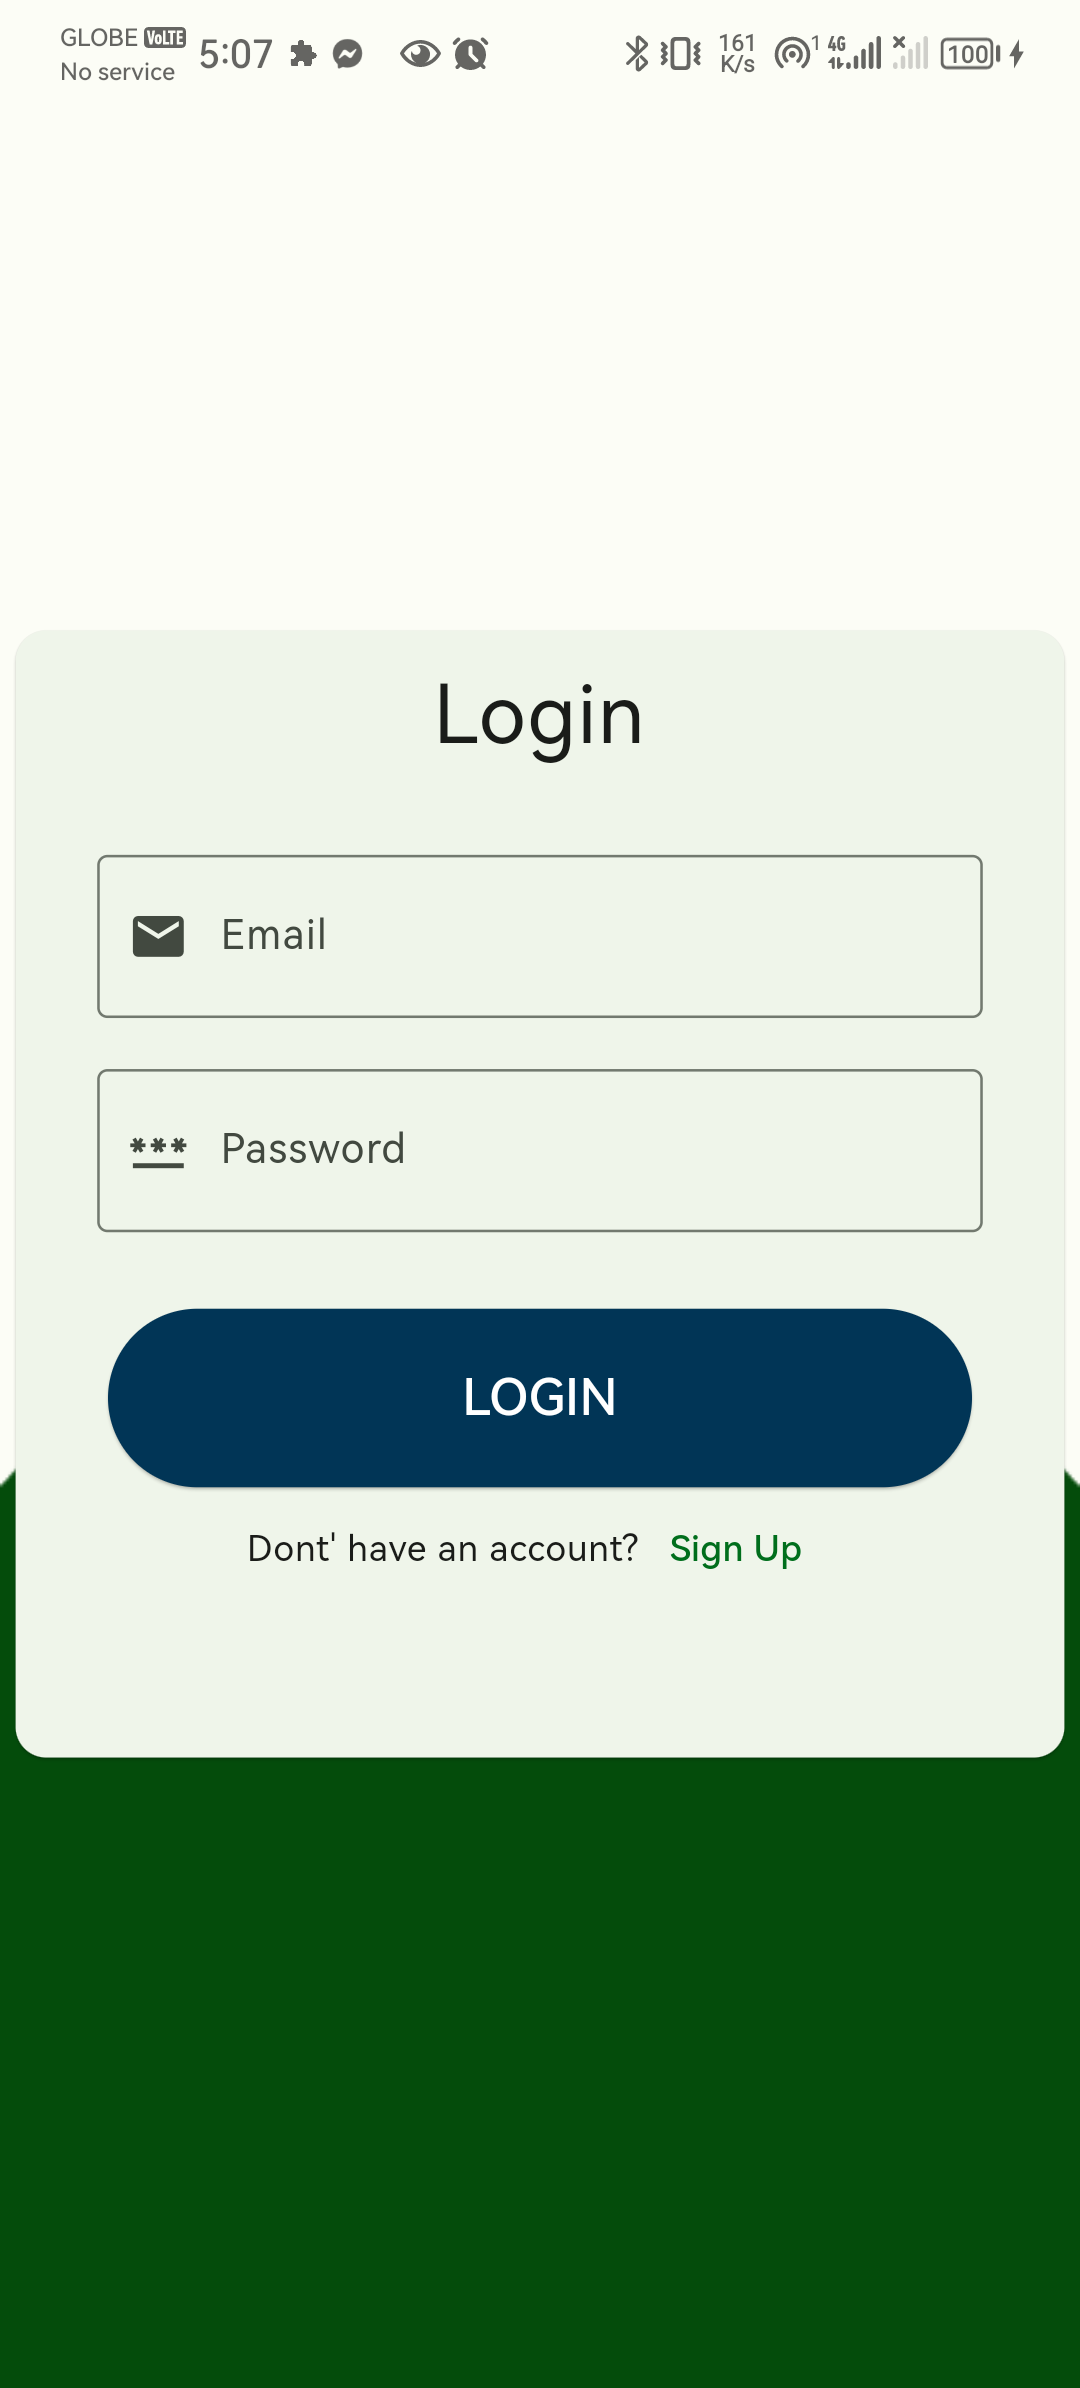 GLOBE VoLTE
No service
5:07
161
K/s
1
4G
100
Login
Email
*** Password
LOGIN
Dont' have an account? Sign Up